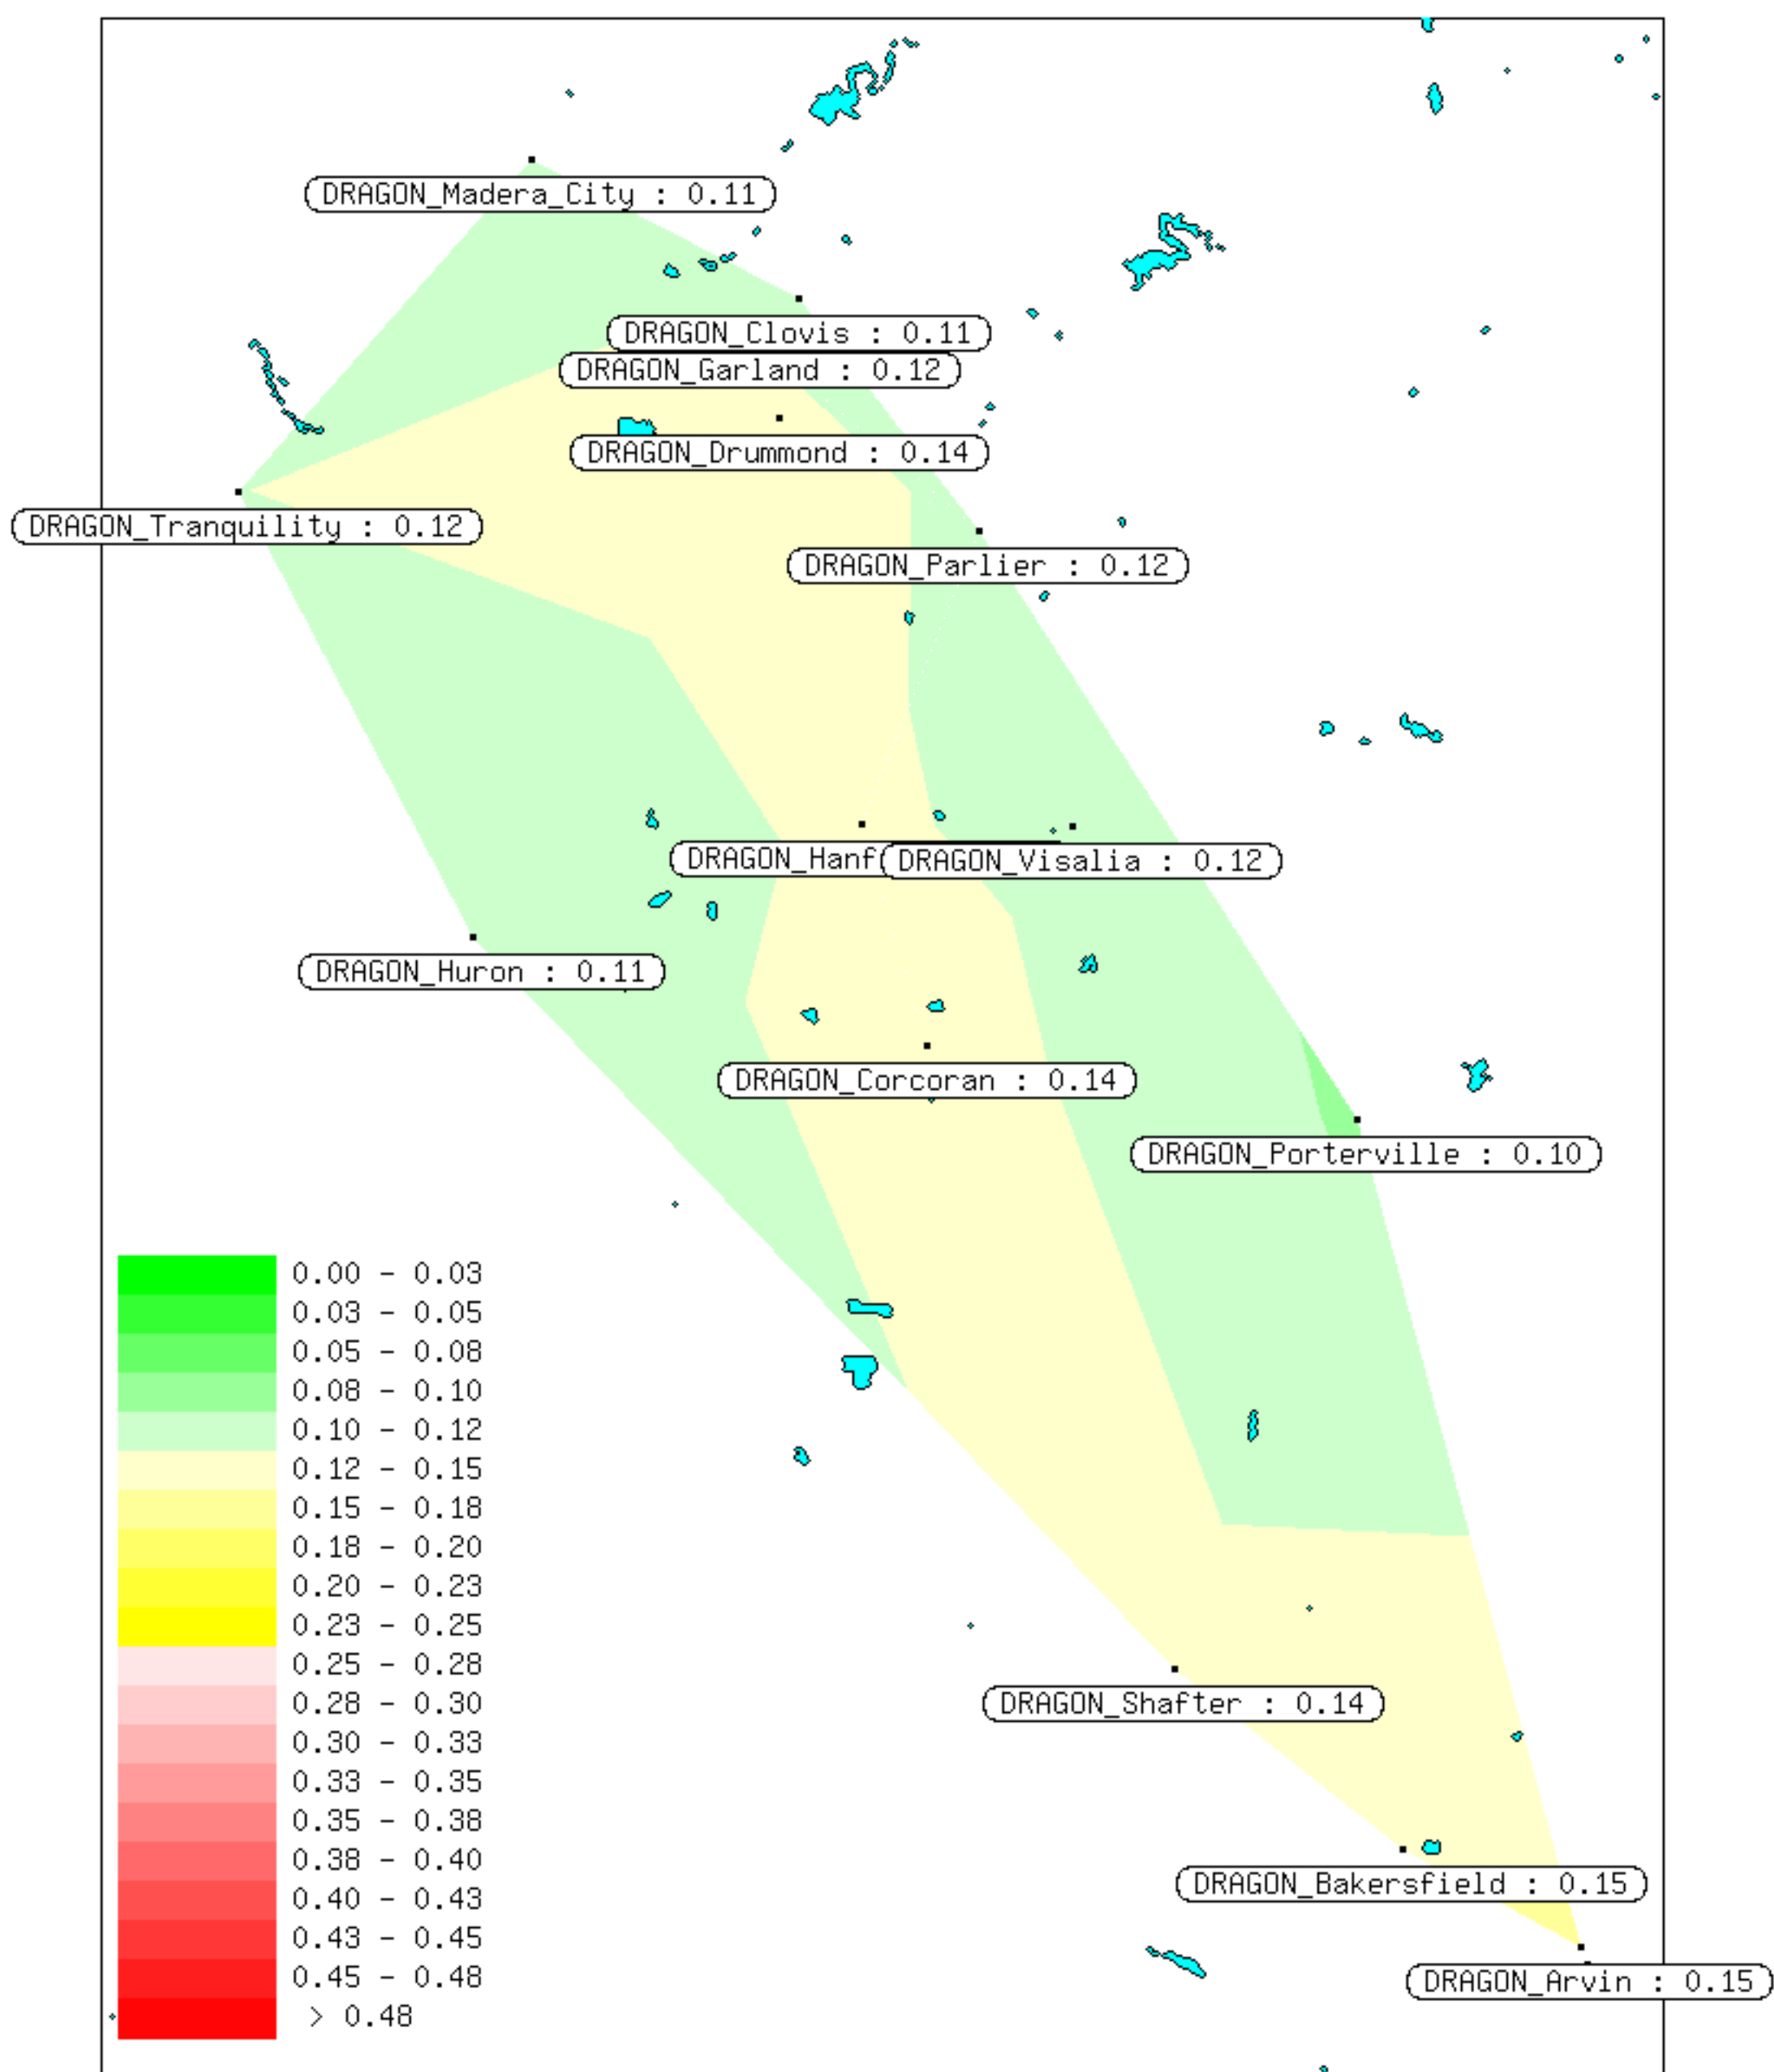 DRAGON_Madera_City : 0.11
DRAGON_Clovis : 0.11
DRAGON_Garland : 0.12
DRAGON_Drummond : 0.14
DRAGON_Tranquility : 0.12
DRAGON_Parlier : 0.12
DRAGON_Hanf
DRAGON_Visalia : 0.12
DRAGON_Huron : 0.11
DRAGON_Corcoran : 0.14
DRAGON_Porterville : 0.10
DRAGON_Shafter : 0.14
DRAGON_Bakersfield : 0.15
DRAGON_Arvin : 0.15
0.00 - 0.03
0.03 - 0.05
0.05 - 0.08
0.08 - 0.10
0.10 - 0.12
0.12 - 0.15
0.15 - 0.18
0.18 - 0.20
0.20 - 0.23
0.23 - 0.25
0.25 - 0.28
0.28 - 0.30
0.30 - 0.33
0.33 - 0.35
0.35 - 0.38
0.38 - 0.40
0.40 - 0.43
0.43 - 0.45
0.45 - 0.48
> 0.48